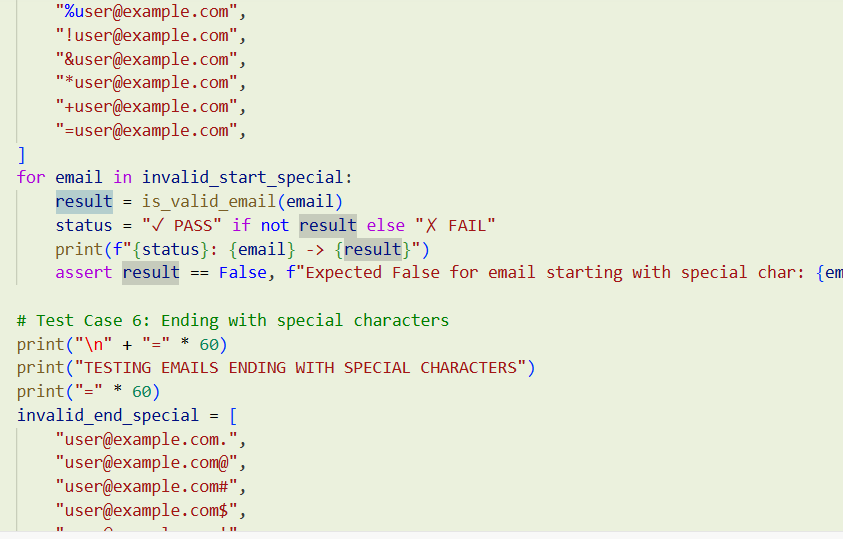 "%user@example.com",
"!user@example.com",
"&user@example.com",
"*user@example.com",
"+user@example.com",
"=user@example.com",
]
for email in invalid_start_special:
result = is_valid_email(email)
status = "✓ PASS" if not result else "✗ FAIL"
print(f"{status}: {email} -> {result}")
assert result == False, f"Expected False for email starting with special char: {em
# Test Case 6: Ending with special characters
print("\n" + "=" * 60)
print("TESTING EMAILS ENDING WITH SPECIAL CHARACTERS")
print("=" * 60)
invalid_end_special = [
"user@example.com.",
"user@example.com@",
"user@example.com#",
"user@example.com$",